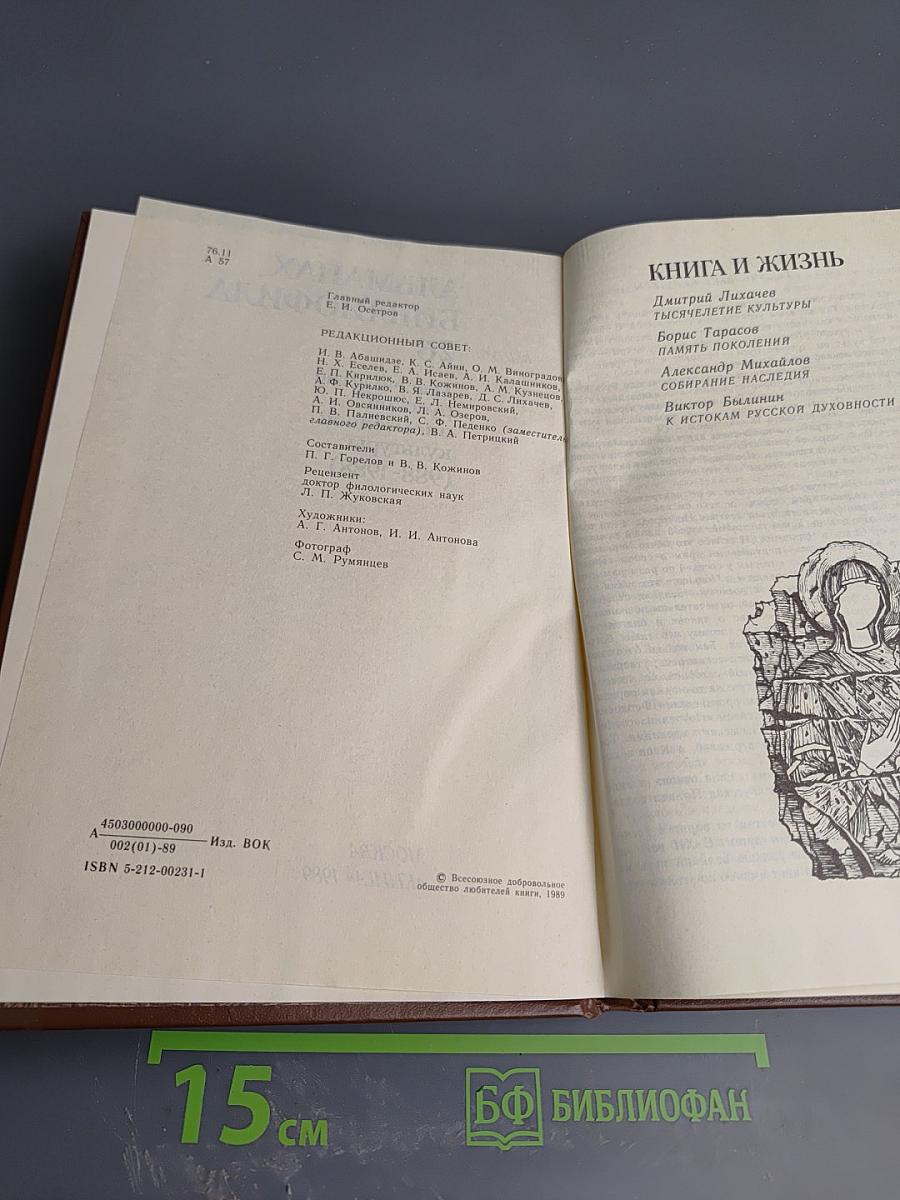 76.11
А 57
Главный редактор
Е. И. Осетров
РЕДАКЦИОННЫЙ СОВЕТ:
И. В. Абашидзе, К. С. Айни, О. М. Виноградов,
Н. Х. Еселев, Е. А. Исаев, А. И. Калашников,
Е. П. Кирилюк, В. В. Кожинов, А. М. Кузнецов,
А. Ф. Курилко, В. Я. Лазарев, Д. С. Лихачев,
Ю. П. Некрошюс, Е. Л. Немировский,
А. И. Овсянников, Л. А. Озеров,
П. В. Палиевский, С. Ф. Педенко (заместитель
главного редактора), В. А. Петрицкий
Составители
П. Г. Горелов и В. В. Кожинов
Рецензент
доктор филологических наук
Л. П. Жуковская
Художники:
А. Г. Антонов, И. И. Антонова
Фотограф
С. М. Румянцев
А 4503000000-090
002(01)-89 Изд. ВОК
ISBN 5-212-00231-1
© Всесоюзное добровольное
общество любителей книги, 1989
КНИГА И ЖИЗНЬ
Дмитрий Лихачев
ТЫСЯЧЕЛЕТИЕ КУЛЬТУРЫ
Борис Тарасов
ПАМЯТЬ ПОКОЛЕНИЙ
Александр Михайлов
СОБИРАНИЕ НАСЛЕДИЯ
Виктор Былинин
К ИСТОКАМ РУССКОЙ ДУХОВНОСТИ
15 см
БФ БИБЛИОФАН